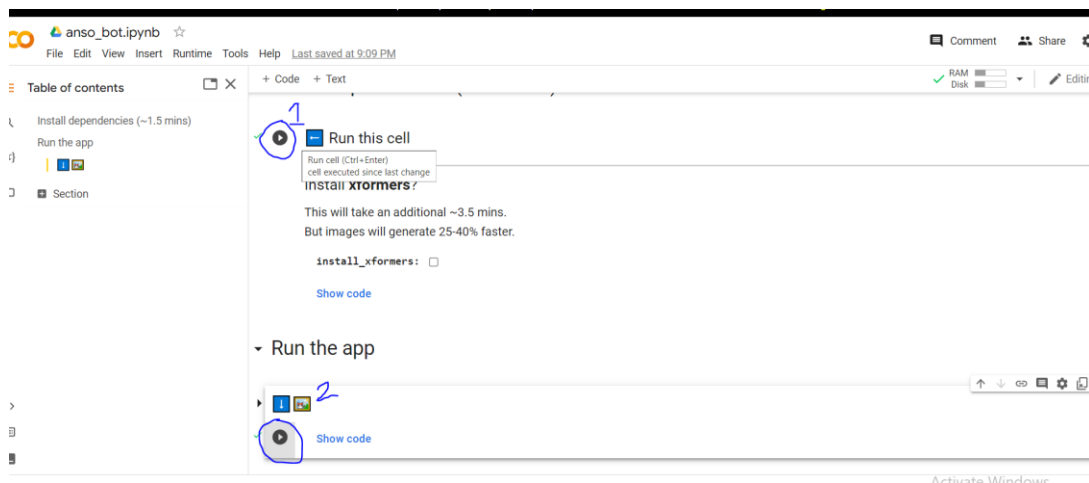 anso_bot.ipynb
File Edit View Insert Runtime Tools Help Last saved at 9:09 PM
Comment Share
Table of contents
+ Code + Text
RAM
Disk
Install dependencies (~1.5 mins)
Run the app
Section
1
Run this cell
Run cell (Ctrl+Enter)
cell executed since last change
Install xformers?
This will take an additional ~3.5 mins.
But images will generate 25-40% faster.
install_xformers:
Show code
Run the app
2
Show code
Activate Windows